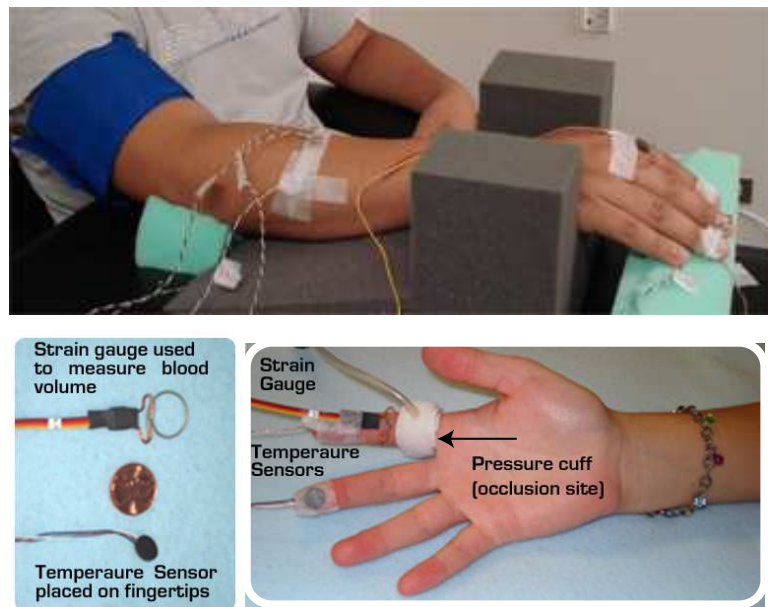 Strain gauge used
to measure blood
volume
Temperaure Sensor
placed on fingertips
Strain
Gauge
Temperaure
Sensors
Pressure cuff
(occlusion site)